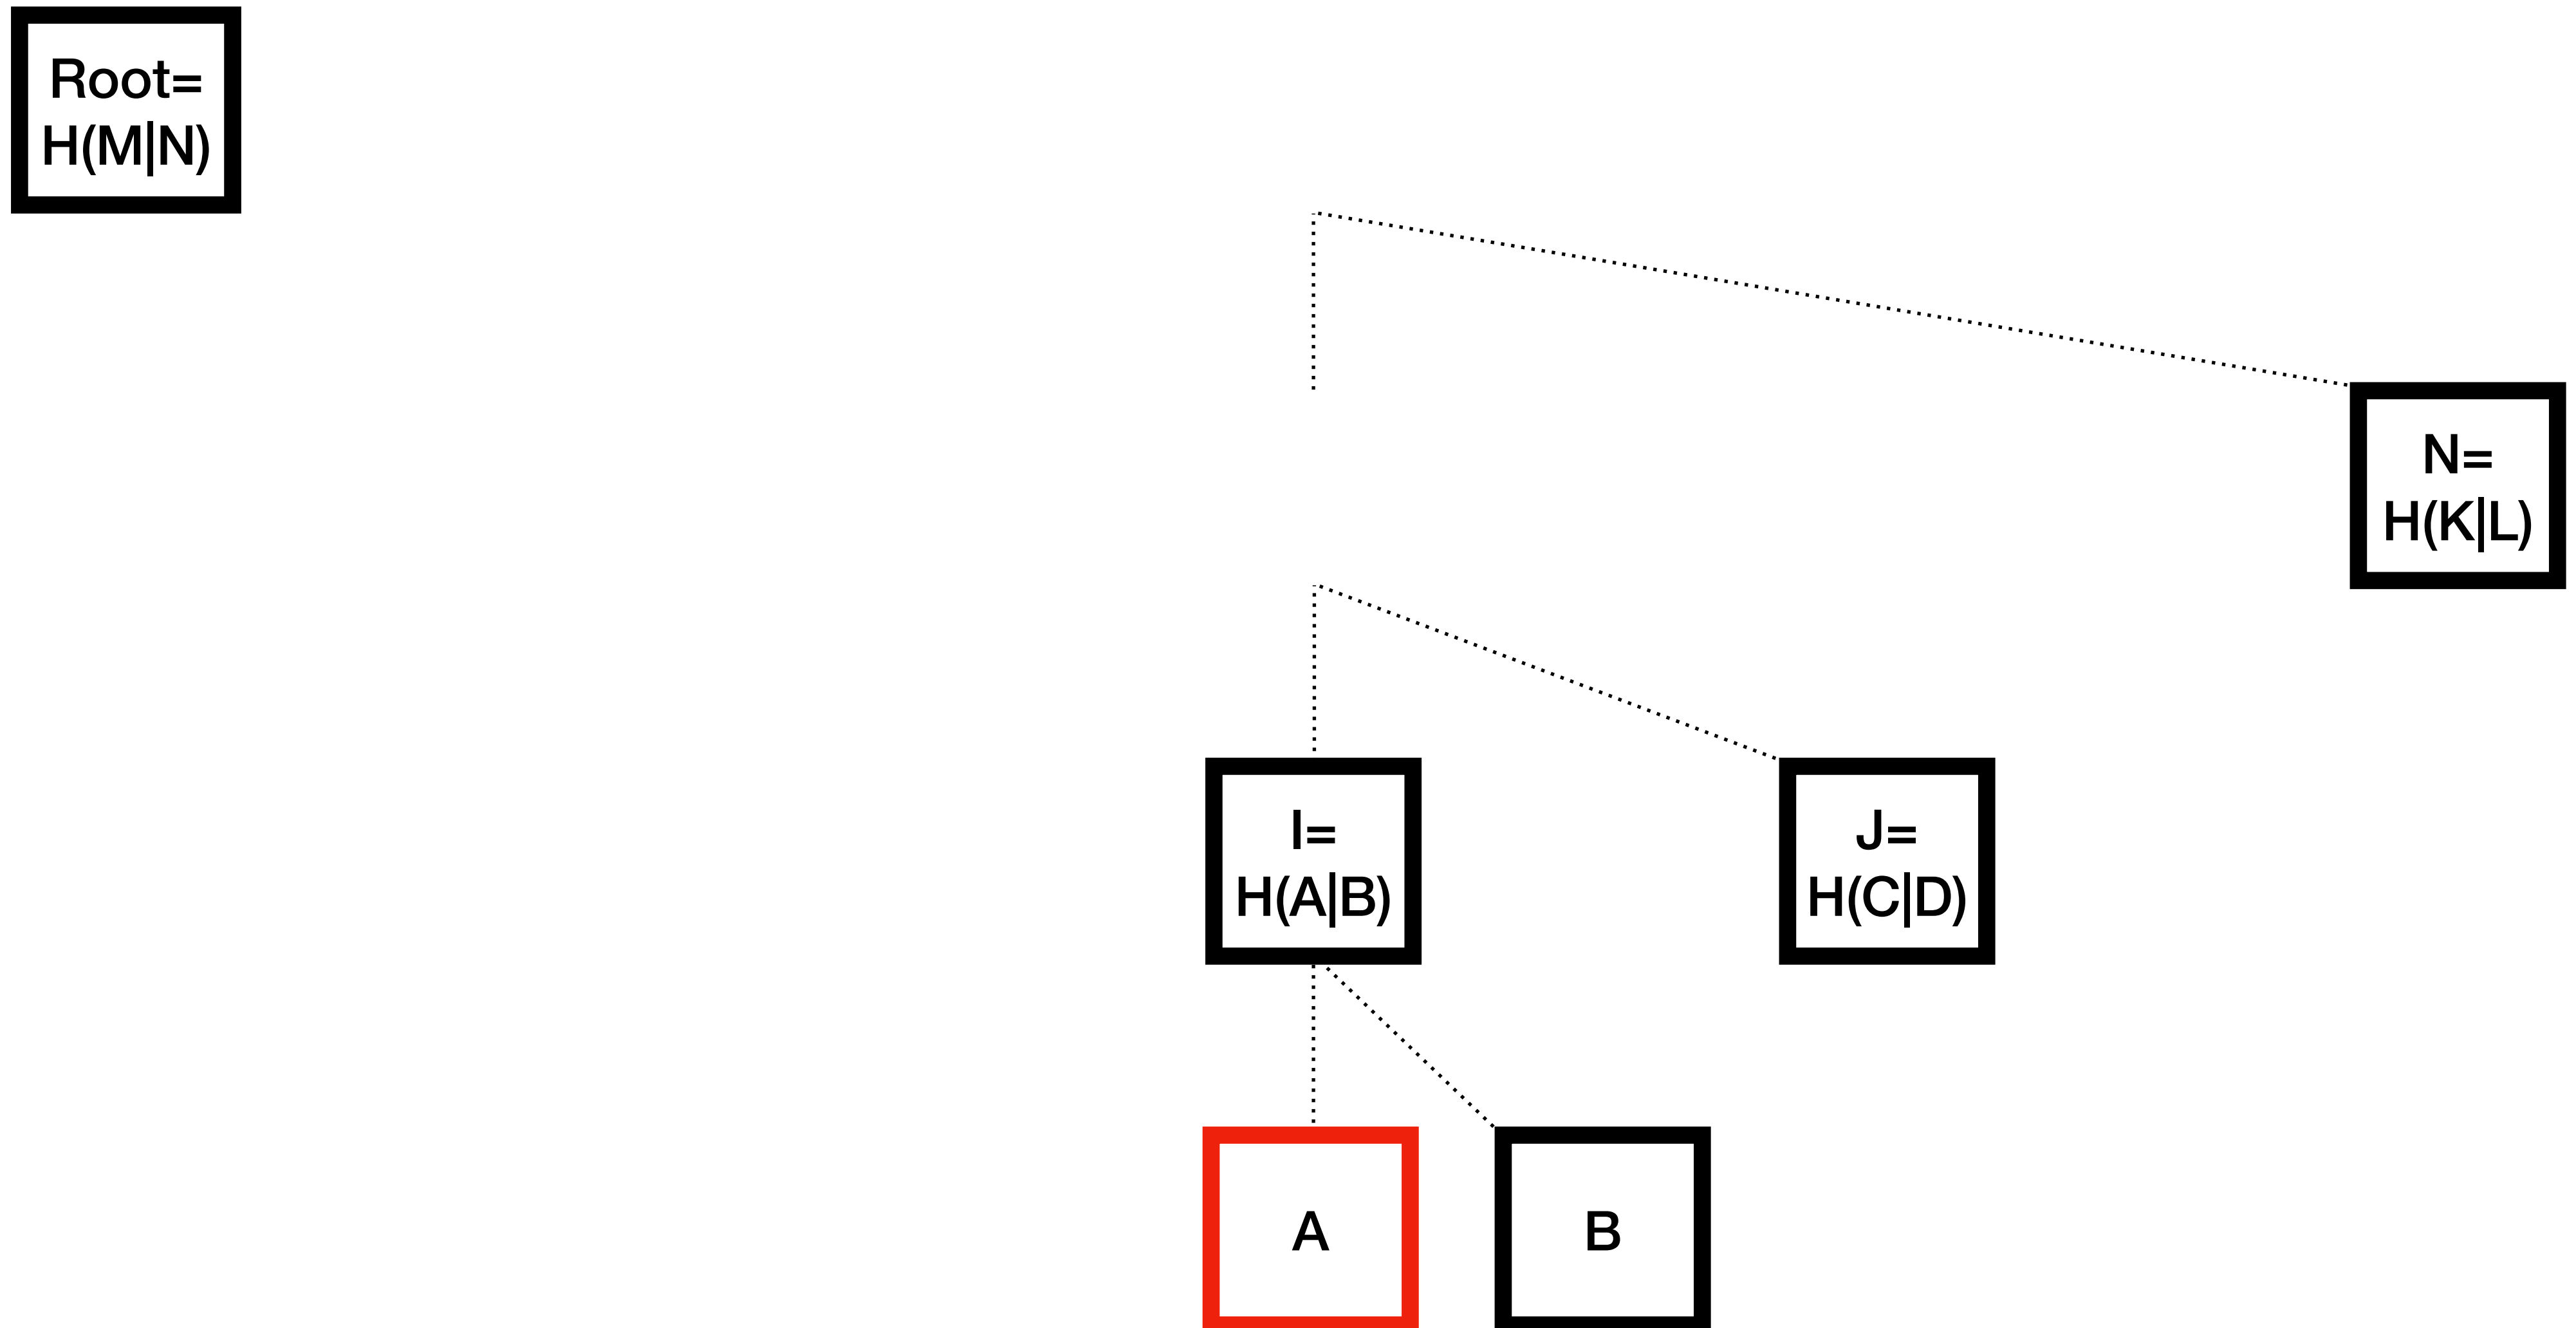 Root=
H(M|N)
N=
H(K|L)
I=
H(A|B)
J=
H(C|D)
A
B